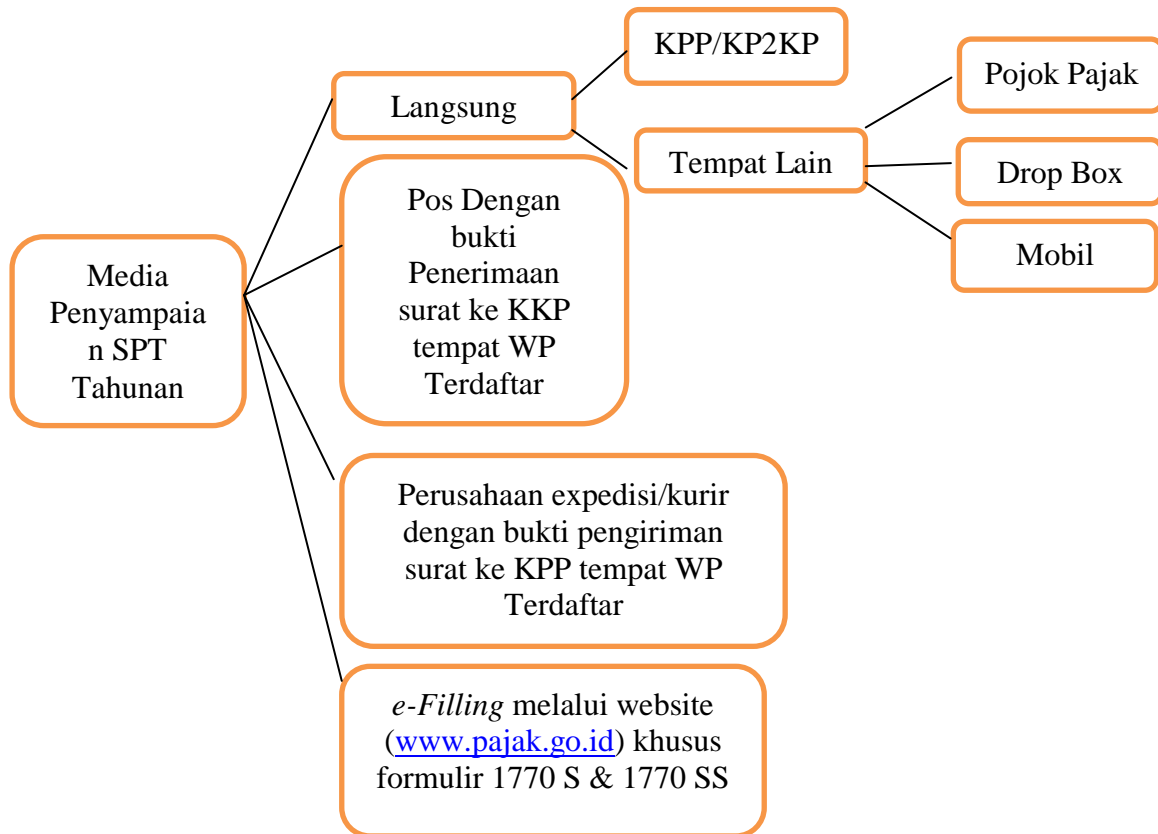 Media
Penyampaia
n SPT
Tahunan
Langsung
KPP/KP2KP
Tempat Lain
Pojok Pajak
Drop Box
Mobil
Pos Dengan
bukti
Penerimaan
surat ke KKP
tempat WP
Terdaftar
Perusahaan expedisi/kurir
dengan bukti pengiriman
surat ke KPP tempat WP
Terdaftar
e-Filling melalui website
(www.pajak.go.id) khusus
formulir 1770 S & 1770 SS